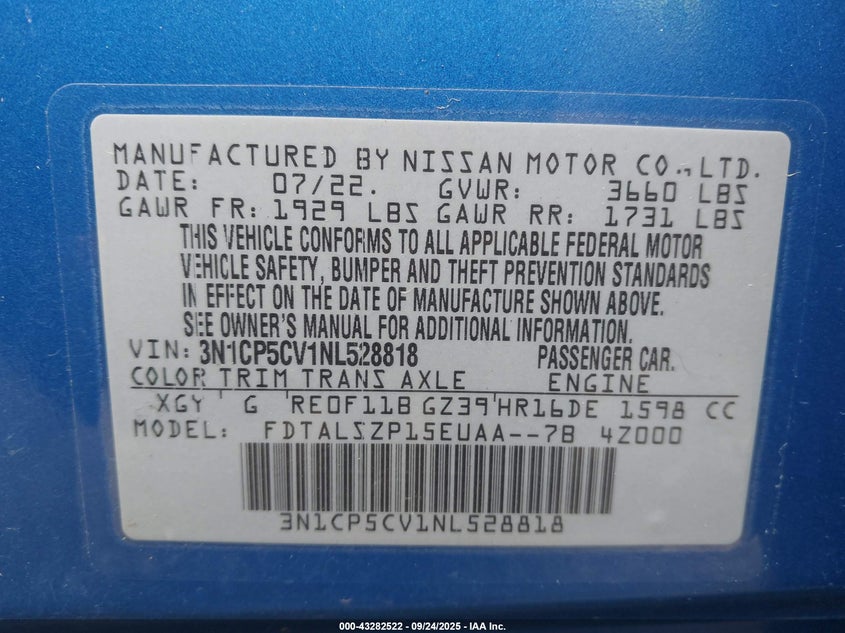 MANUFACTURED BY NISSAN MOTOR CO., LTD.
DATE: 07/22. GVWR: 3660 LBS
GAWR FR: 1929 LBS GAWR RR: 1731 LBS
THIS VEHICLE CONFORMS TO ALL APPLICABLE FEDERAL MOTOR
VEHICLE SAFETY, BUMPER AND THEFT PREVENTION STANDARDS
IN EFFECT ON THE DATE OF MANUFACTURE SHOWN ABOVE.
SEE OWNER'S MANUAL FOR ADDITIONAL INFORMATION.
VIN: 3N1CP5CV1NL528818 PASSENGER CAR.
COLOR TRIM TRANS AXLE ENGINE
XGY G RE0F11B GZ39 HR16DE 1598 CC
MODEL: FDTALSZP15EUAA--7B 4Z000
3N1CP5CV1NL528818
000-43282522 - 09/24/2025 - IAA Inc.